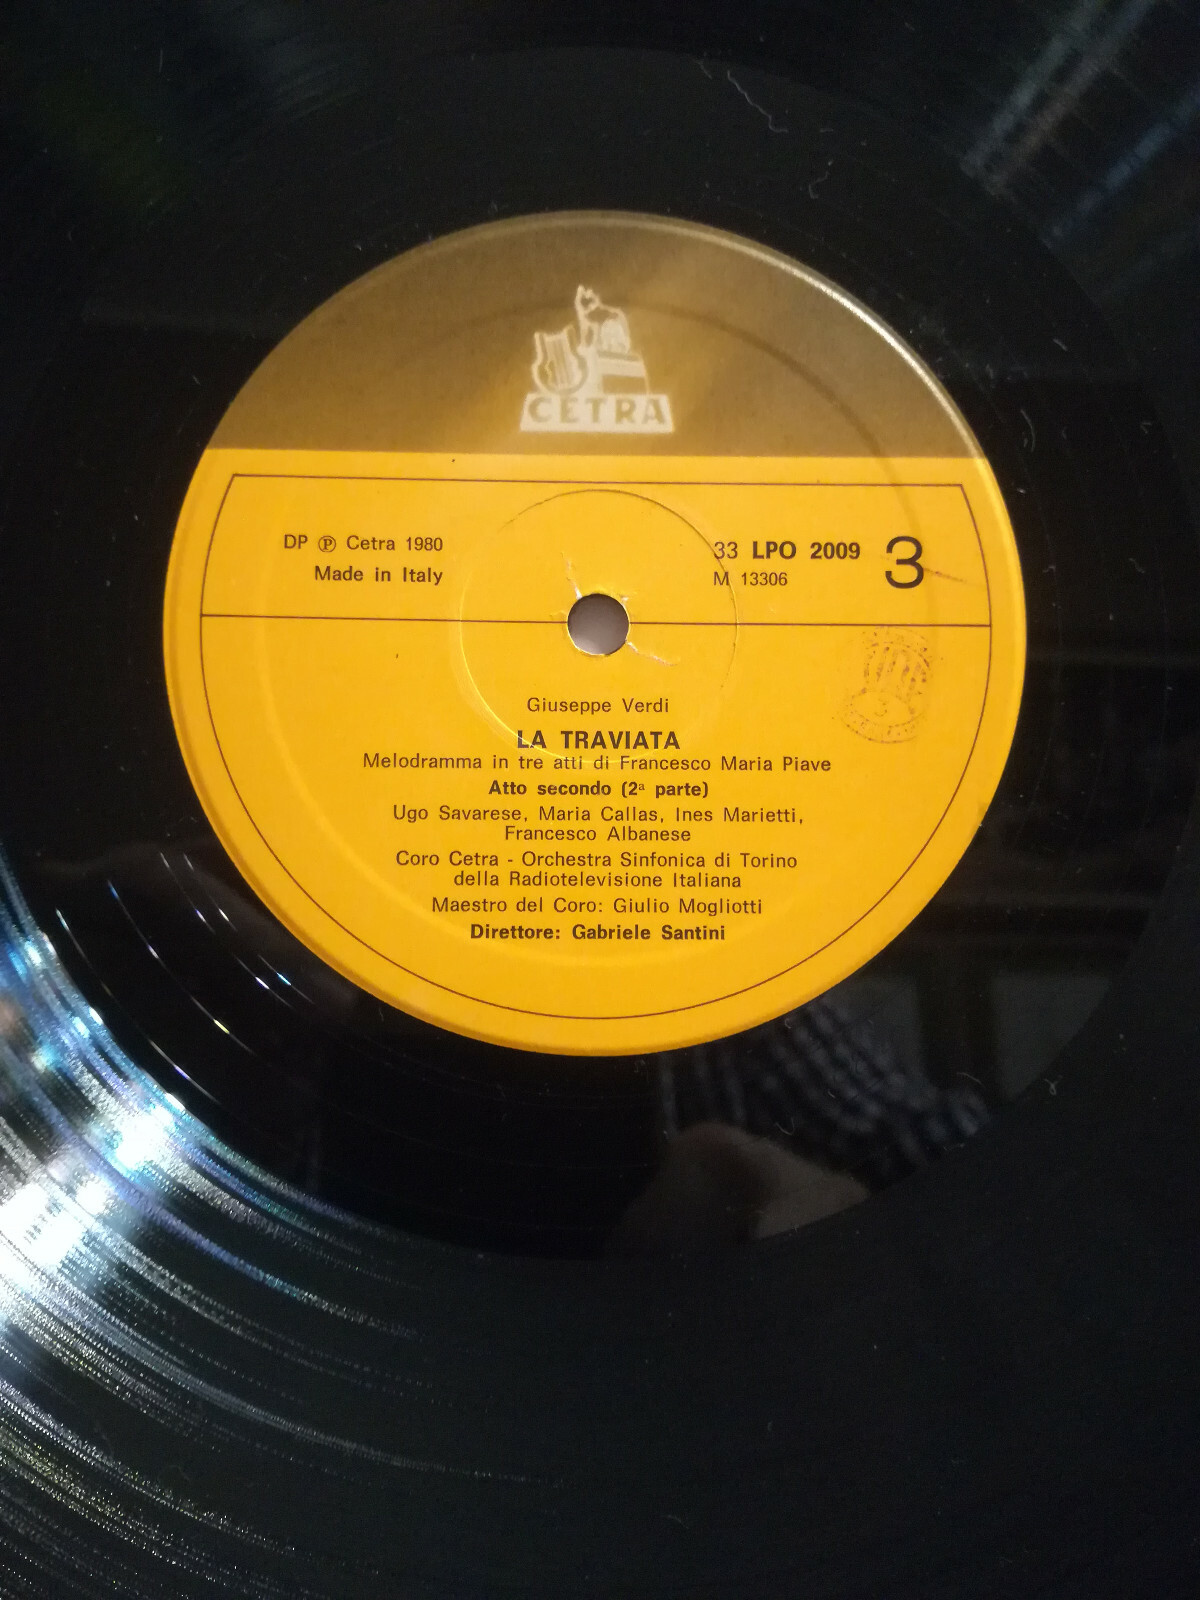 CETRA
DP Ⓟ Cetra 1980
Made in Italy
33 LPO 2009
M 13306
3
Giuseppe Verdi
LA TRAVIATA
Melodramma in tre atti di Francesco Maria Piave
Atto secondo (2ª parte)
Ugo Savarese, Maria Callas, Ines Marietti,
Francesco Albanese
Coro Cetra - Orchestra Sinfonica di Torino
della Radiotelevisione Italiana
Maestro del Coro: Giulio Mogliotti
Direttore: Gabriele Santini